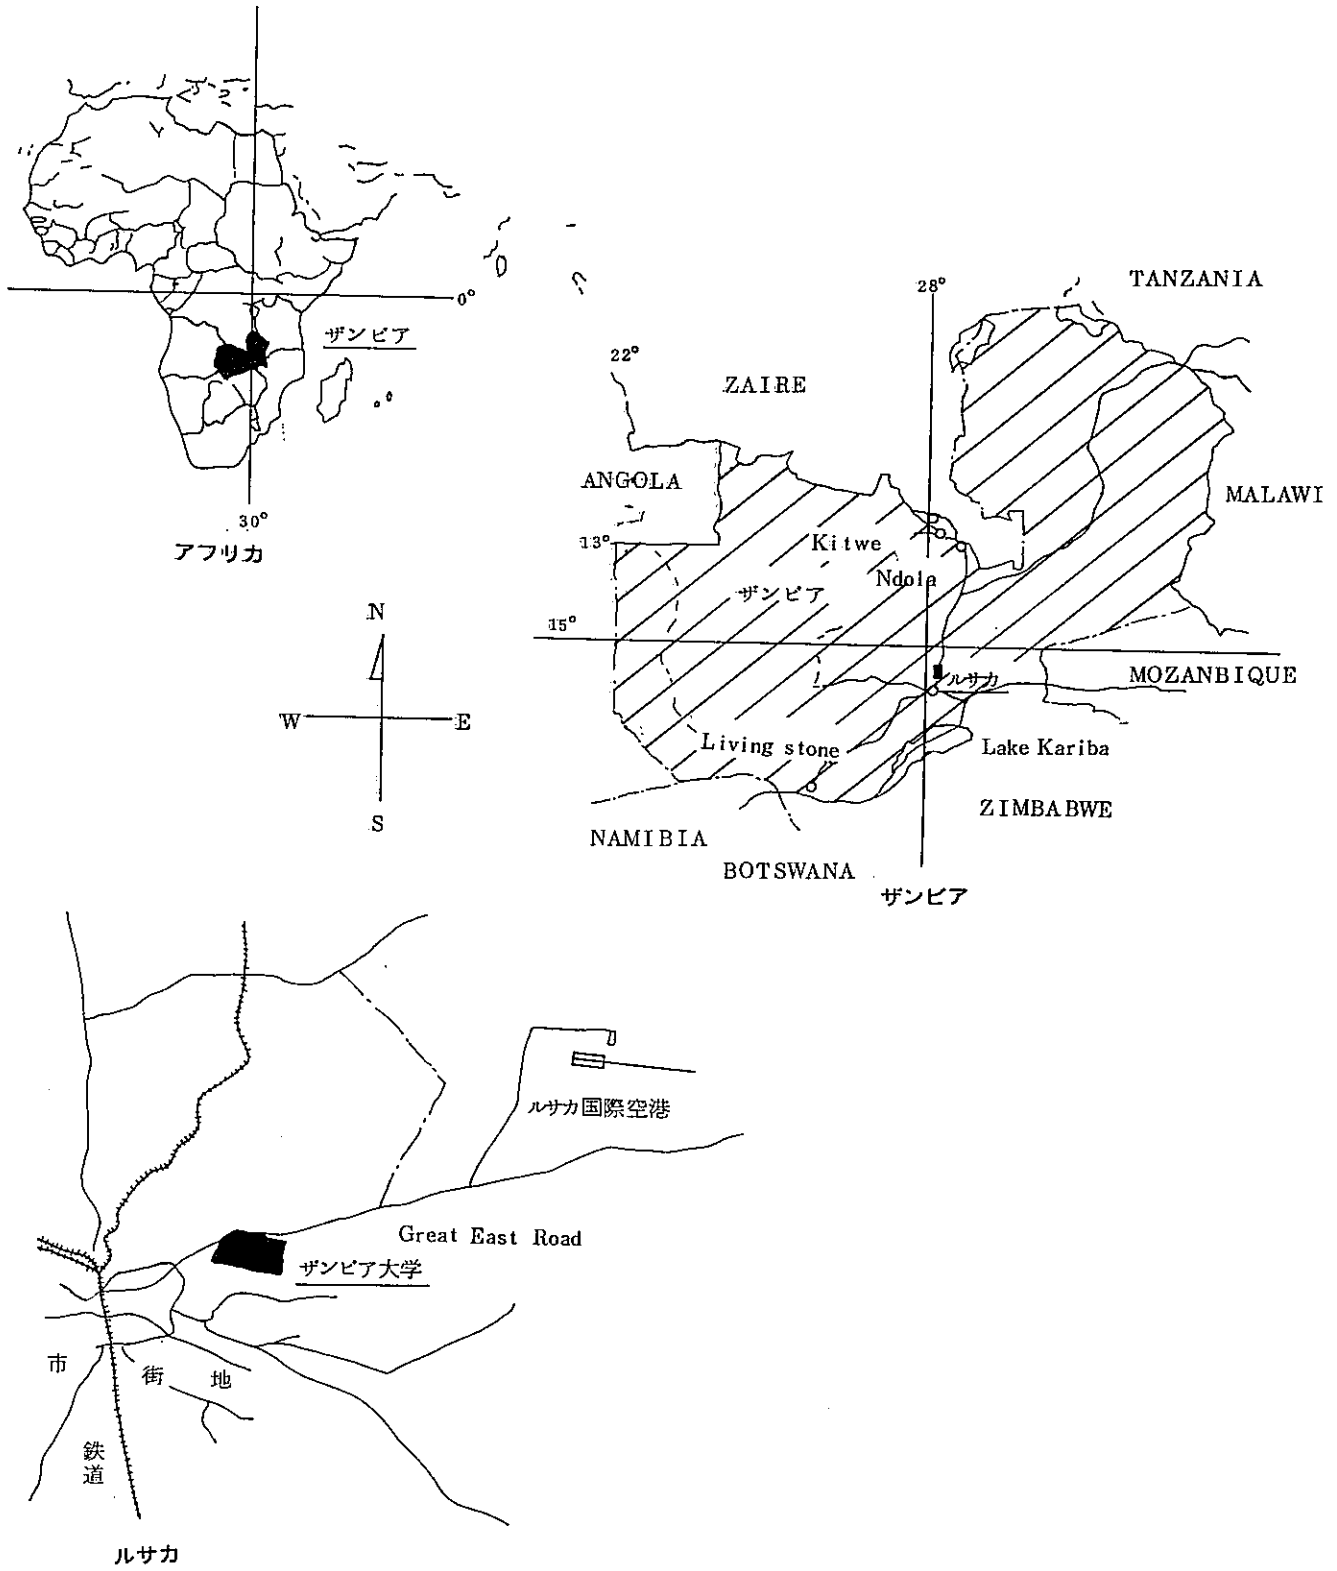 0°
ザンビア
30°
アフリカ
TANZANIA
28°
22°
ZAIRE
ANGOLA
MALAWI
13°
Kitwe
Ndola
ザンビア
15°
ルサカ
MOZANBIQUE
Living stone
Lake Kariba
ZIMBABWE
NAMIBIA
BOTSWANA
ザンビア
N
W
E
S
ルサカ国際空港
Great East Road
ザンビア大学
市街地
鉄道
ルサカ